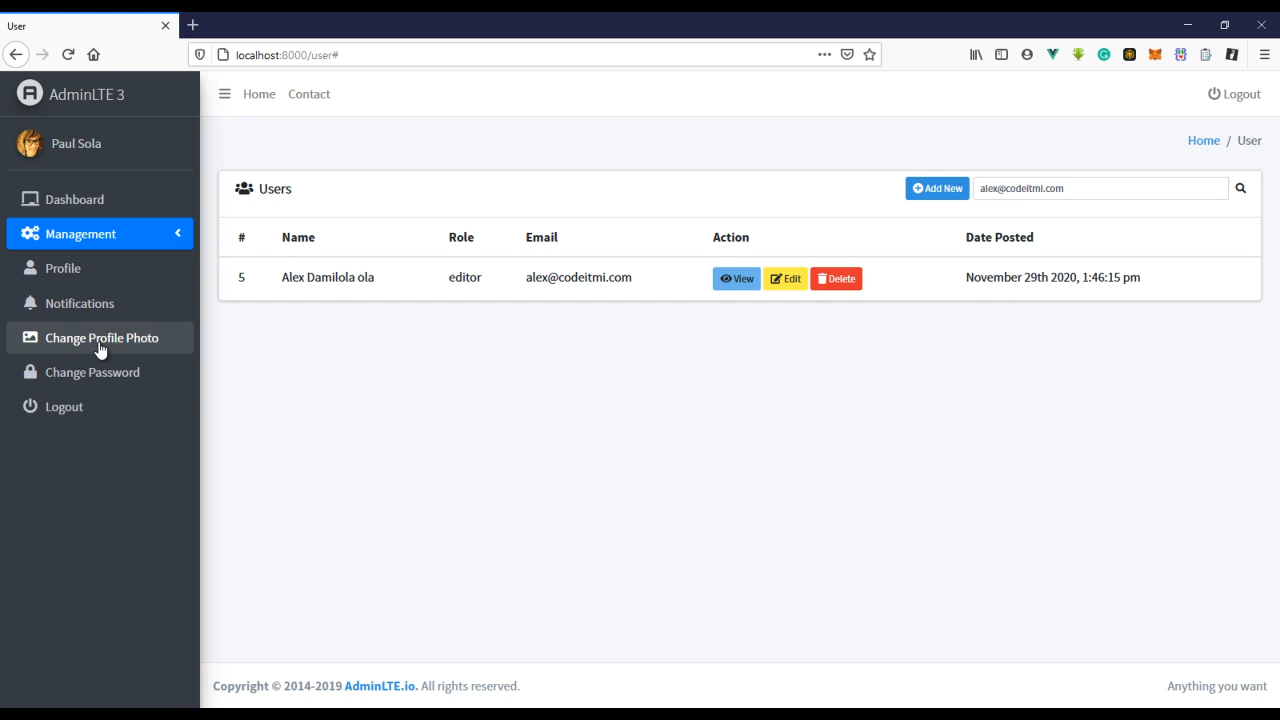 User
localhost:8000/user#
AdminLTE 3
Home Contact
Logout
Paul Sola
Home / User
Dashboard
Management
Profile
Notifications
Change Profile Photo
Change Password
Logout
Users
Add New alex@codeitmi.com
# Name Role Email Action Date Posted
5 Alex Damilola ola editor alex@codeitmi.com View Edit Delete November 29th 2020, 1:46:15 pm
Copyright © 2014-2019 AdminLTE.io. All rights reserved.
Anything you want